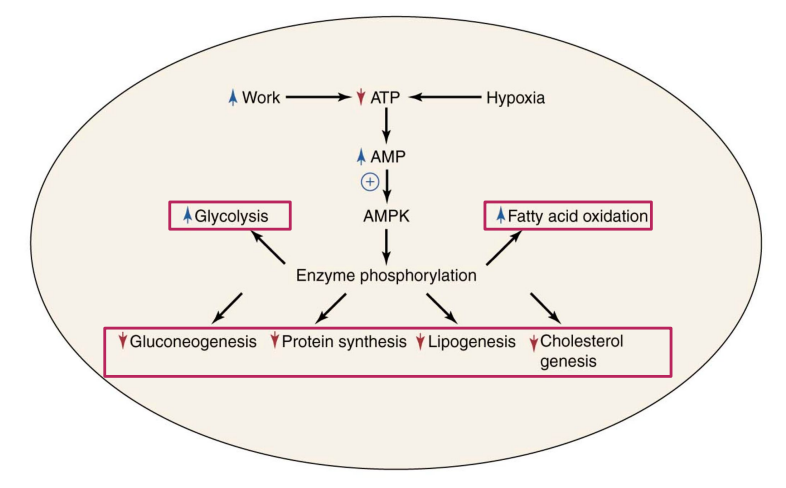 Work
ATP
Hypoxia
AMP
+
AMPK
Glycolysis
Fatty acid oxidation
Enzyme phosphorylation
Gluconeogenesis
Protein synthesis
Lipogenesis
Cholesterol
genesis